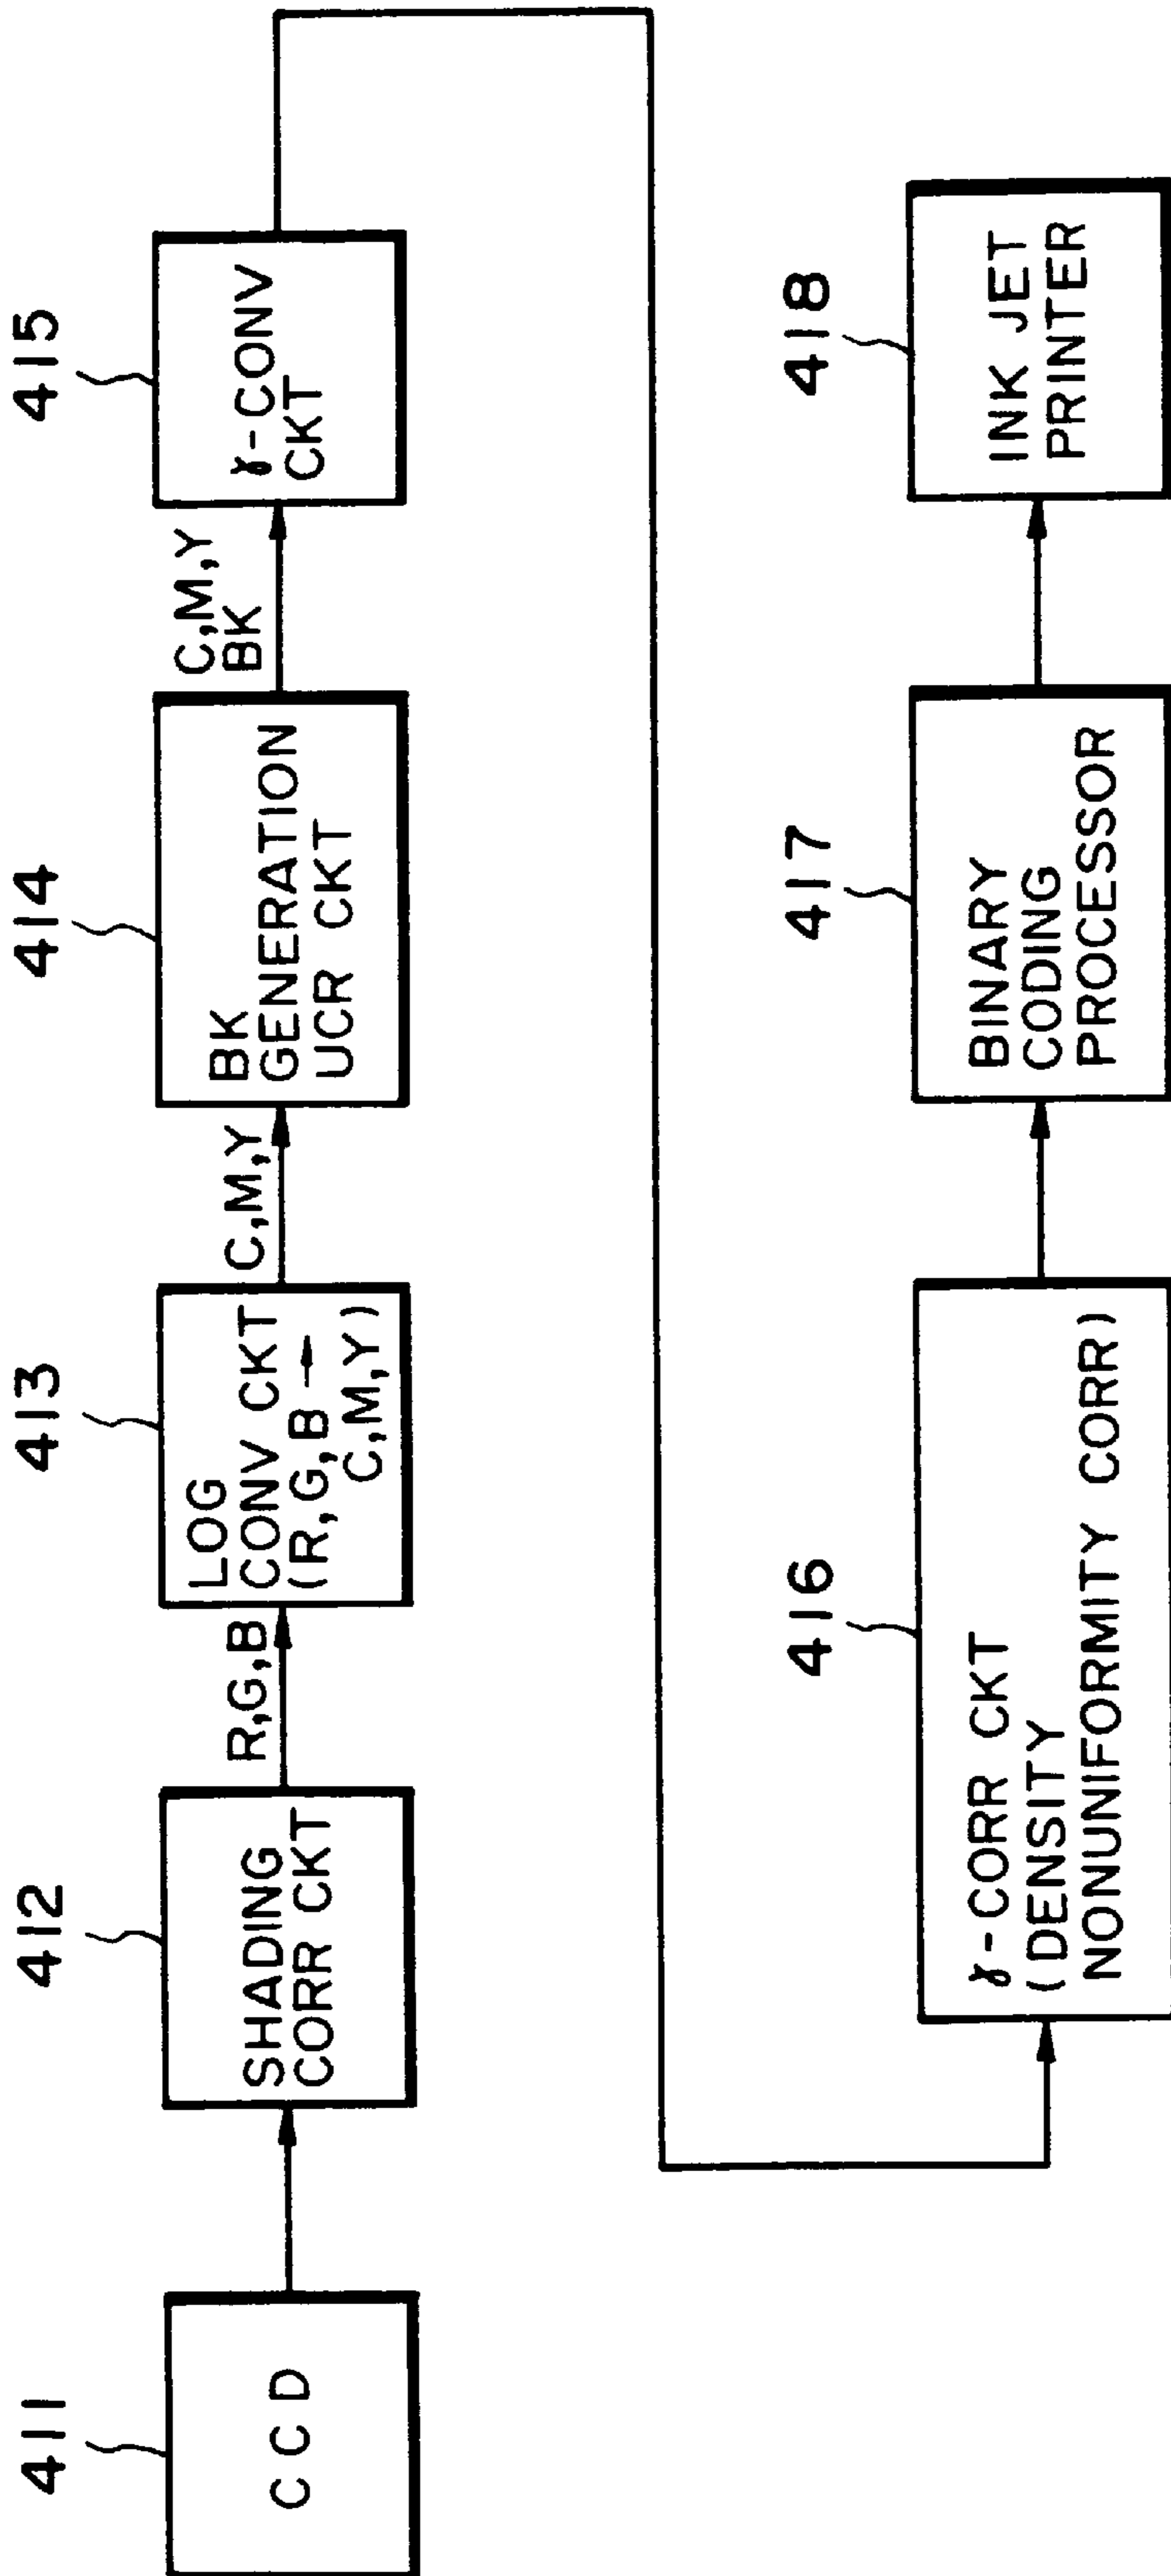 411
CCD
412
SHADING
CORR CKT
R,G,B
413
LOG
CONV CKT
(R,G,B→
C,M,Y)
C,M,Y
414
BK
GENERATION
UCR CKT
C,M,Y
BK
415
γ-CONV
CKT
416
γ-CORR CKT
(DENSITY
NONUNIFORMITY CORR)
417
BINARY
CODING
PROCESSOR
418
INK JET
PRINTER